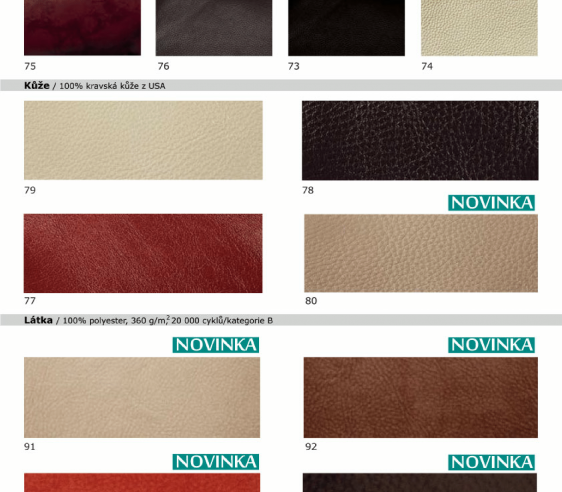 75 76 73 74
Kůže / 100% kravská kůže z USA
79 78
NOVINKA
77 80
Látka / 100% polyester, 360 g/m², 20 000 cyklů/kategorie B
NOVINKA NOVINKA
91 92
NOVINKA NOVINKA